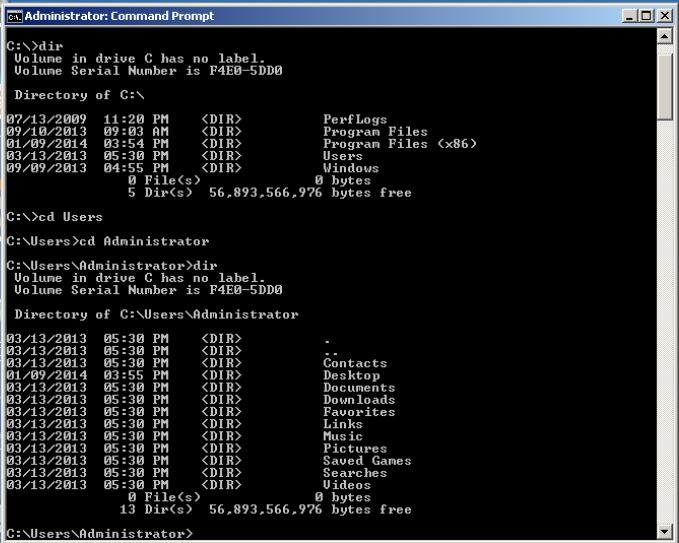 Administrator: Command Prompt
C:\>dir
 Volume in drive C has no label.
 Volume Serial Number is F4E0-5DD0

 Directory of C:\

07/13/2009  11:20 PM    <DIR>          PerfLogs
09/10/2013  09:03 AM    <DIR>          Program Files
01/09/2014  03:54 PM    <DIR>          Program Files (x86)
03/13/2013  05:30 PM    <DIR>          Users
09/09/2013  04:55 PM    <DIR>          Windows
               0 File(s)              0 bytes
               5 Dir(s)  56,893,566,976 bytes free

C:\>cd Users

C:\Users>cd Administrator

C:\Users\Administrator>dir
 Volume in drive C has no label.
 Volume Serial Number is F4E0-5DD0

 Directory of C:\Users\Administrator

03/13/2013  05:30 PM    <DIR>          .
03/13/2013  05:30 PM    <DIR>          ..
03/13/2013  05:30 PM    <DIR>          Contacts
01/09/2014  03:55 PM    <DIR>          Desktop
03/13/2013  05:30 PM    <DIR>          Documents
03/13/2013  05:30 PM    <DIR>          Downloads
03/13/2013  05:30 PM    <DIR>          Favorites
03/13/2013  05:30 PM    <DIR>          Links
03/13/2013  05:30 PM    <DIR>          Music
03/13/2013  05:30 PM    <DIR>          Pictures
03/13/2013  05:30 PM    <DIR>          Saved Games
03/13/2013  05:30 PM    <DIR>          Searches
03/13/2013  05:30 PM    <DIR>          Videos
               0 File(s)              0 bytes
              13 Dir(s)  56,893,566,976 bytes free

C:\Users\Administrator>